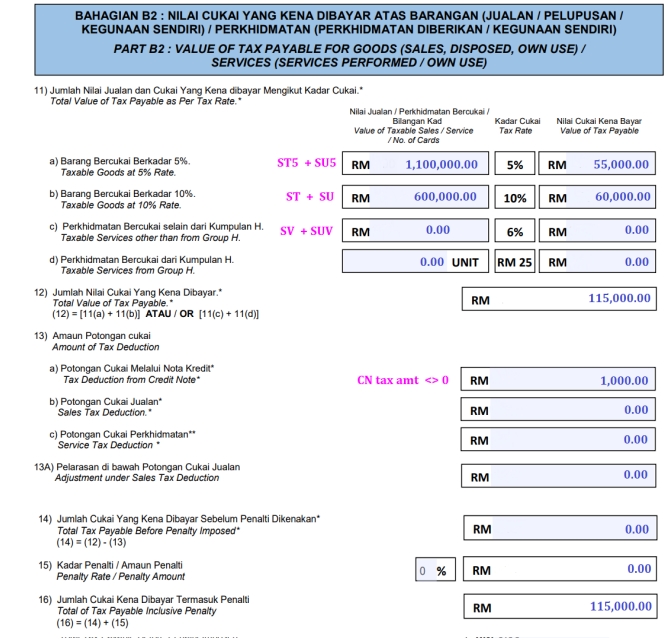 BAHAGIAN B2 : NILAI CUKAI YANG KENA DIBAYAR ATAS BARANGAN (JUALAN / PELUPUSAN /
KEGUNAAN SENDIRI) / PERKHIDMATAN (PERKHIDMATAN DIBERIKAN / KEGUNAAN SENDIRI)
PART B2 : VALUE OF TAX PAYABLE FOR GOODS (SALES, DISPOSED, OWN USE) /
SERVICES (SERVICES PERFORMED / OWN USE)
11) Jumlah Nilai Jualan dan Cukai Yang Kena dibayar Mengikut Kadar Cukai.*
Total Value of Tax Payable as Per Tax Rate.*
Nilai Jualan / Perkhidmatan Bercukai /
Bilangan Kad Kadar Cukai Nilai Cukai Kena Bayar
Value of Taxable Sales / Service Tax Rate Value of Tax Payable
/ No. of Cards
a) Barang Bercukai Berkadar 5%. ST5 + SU5 RM 1,100,000.00 5% RM 55,000.00
Taxable Goods at 5% Rate.
b) Barang Bercukai Berkadar 10%. ST + SU RM 600,000.00 10% RM 60,000.00
Taxable Goods at 10% Rate.
c) Perkhidmatan Bercukai selain dari Kumpulan H. SV + SUV RM 0.00 6% RM 0.00
Taxable Services other than from Group H.
d) Perkhidmatan Bercukai dari Kumpulan H. 0.00 UNIT RM 25 RM 0.00
Taxable Services from Group H.
12) Jumlah Nilai Cukai Yang Kena Dibayar.*
Total Value of Tax Payable.* RM 115,000.00
(12) = [11(a) + 11(b)] ATAU / OR [11(c) + 11(d)]
13) Amaun Potongan cukai
Amount of Tax Deduction
a) Potongan Cukai Melalui Nota Kredit* CN tax amt <> 0 RM 1,000.00
Tax Deduction from Credit Note*
b) Potongan Cukai Jualan* RM 0.00
Sales Tax Deduction.*
c) Potongan Cukai Perkhidmatan** RM 0.00
Service Tax Deduction *
13A) Pelarasan di bawah Potongan Cukai Jualan RM 0.00
Adjustment under Sales Tax Deduction
14) Jumlah Cukai Yang Kena Dibayar Sebelum Penalti Dikenakan*
Total Tax Payable Before Penalty Imposed* RM 0.00
(14) = (12) - (13)
15) Kadar Penalti / Amaun Penalti 0 % RM 0.00
Penalty Rate / Penalty Amount
16) Jumlah Cukai Kena Dibayar Termasuk Penalti
Total of Tax Payable Inclusive Penalty RM 115,000.00
(16) = (14) + (15)